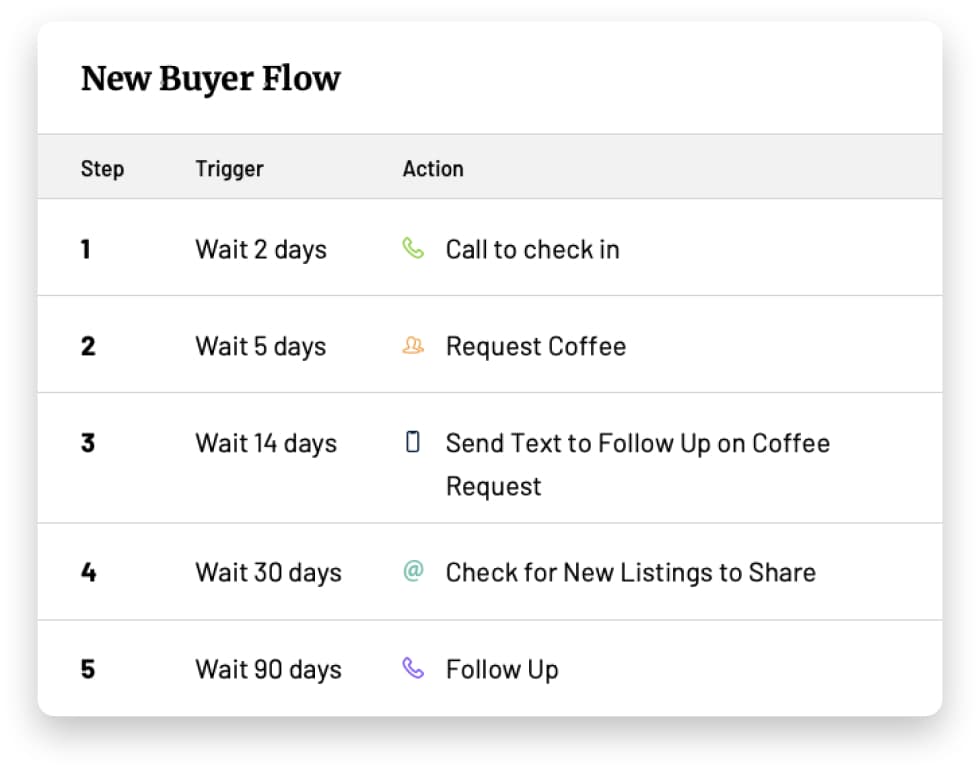 New Buyer Flow
Step Trigger Action
1 Wait 2 days Call to check in
2 Wait 5 days Request Coffee
3 Wait 14 days Send Text to Follow Up on Coffee
Request
4 Wait 30 days @ Check for New Listings to Share
5 Wait 90 days Follow Up